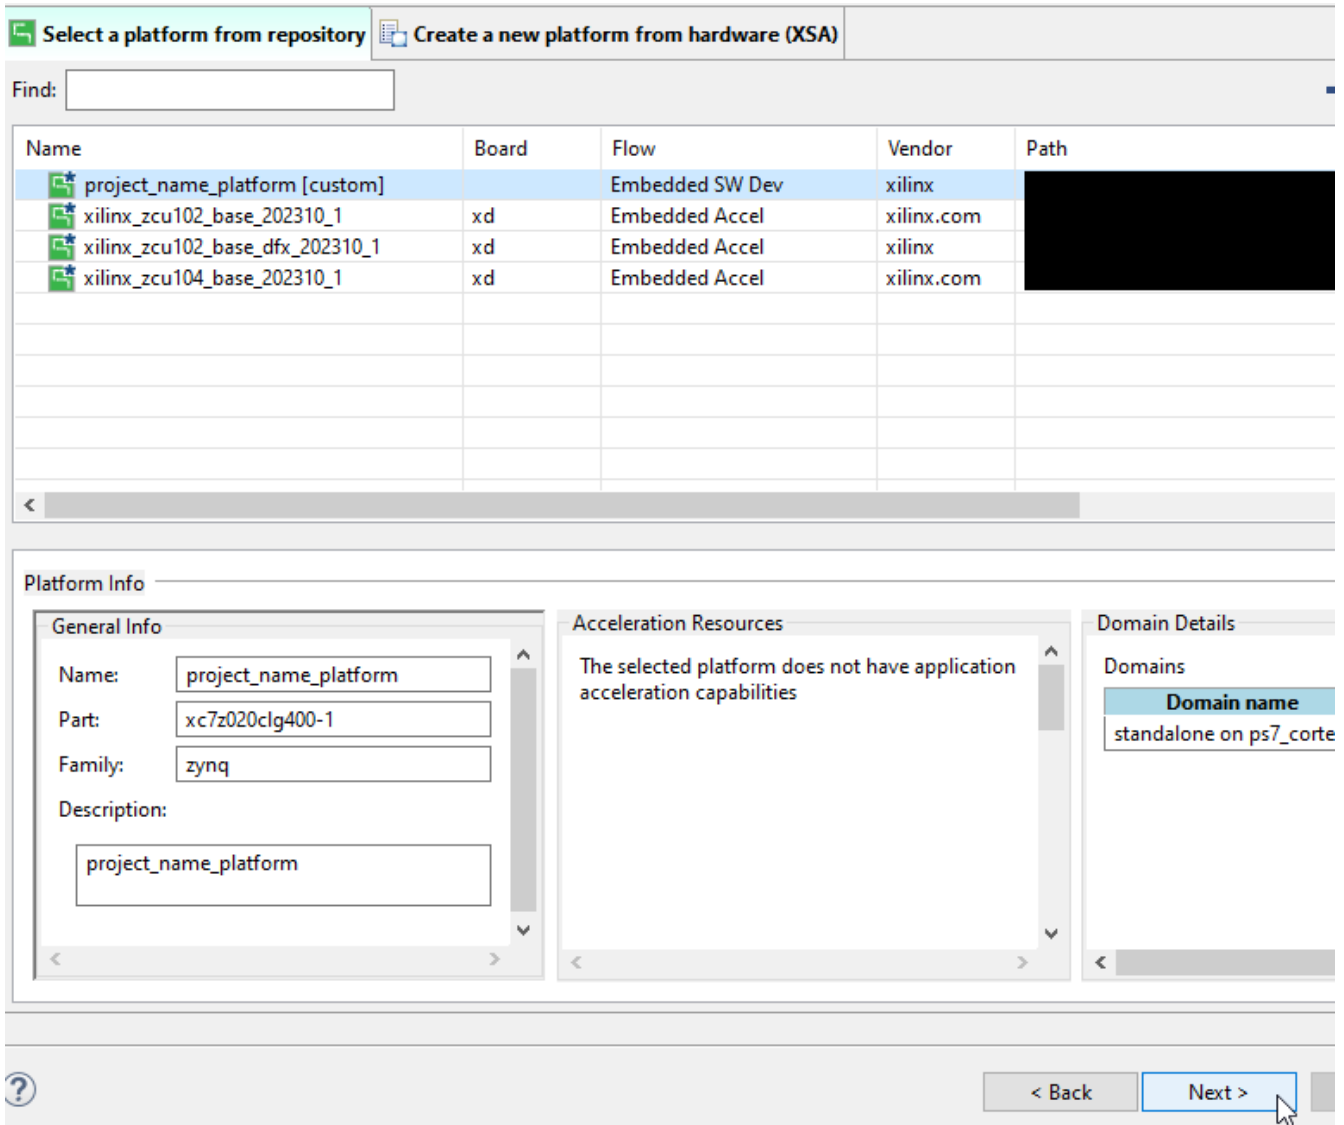 Select a platform from repository Create a new platform from hardware (XSA)
Find:
Name Board Flow Vendor Path
project_name_platform [custom] Embedded SW Dev xilinx
xilinx_zcu102_base_202310_1 xd Embedded Accel xilinx.com
xilinx_zcu102_base_dfx_202310_1 xd Embedded Accel xilinx
xilinx_zcu104_base_202310_1 xd Embedded Accel xilinx.com
Platform Info
General Info
Name: project_name_platform
Part: xc7z020clg400-1
Family: zynq
Description:
project_name_platform
Acceleration Resources
The selected platform does not have application
acceleration capabilities
Domain Details
Domains
Domain name
standalone on ps7_corte
< Back Next >